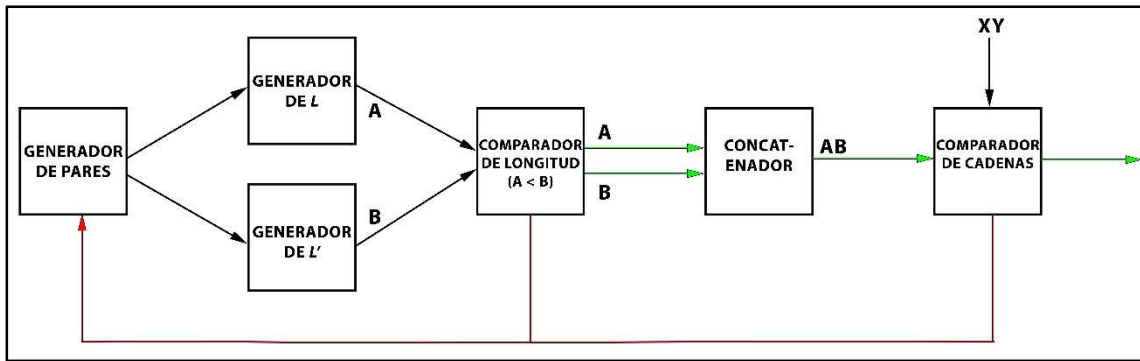 GENERADOR
DE PARES
GENERADOR
DE L
A
GENERADOR
DE L'
B
COMPARADOR
DE LONGITUD
(A < B)
A
B
CONCAT-
ENADOR
AB
XY
COMPARADOR
DE CADENAS